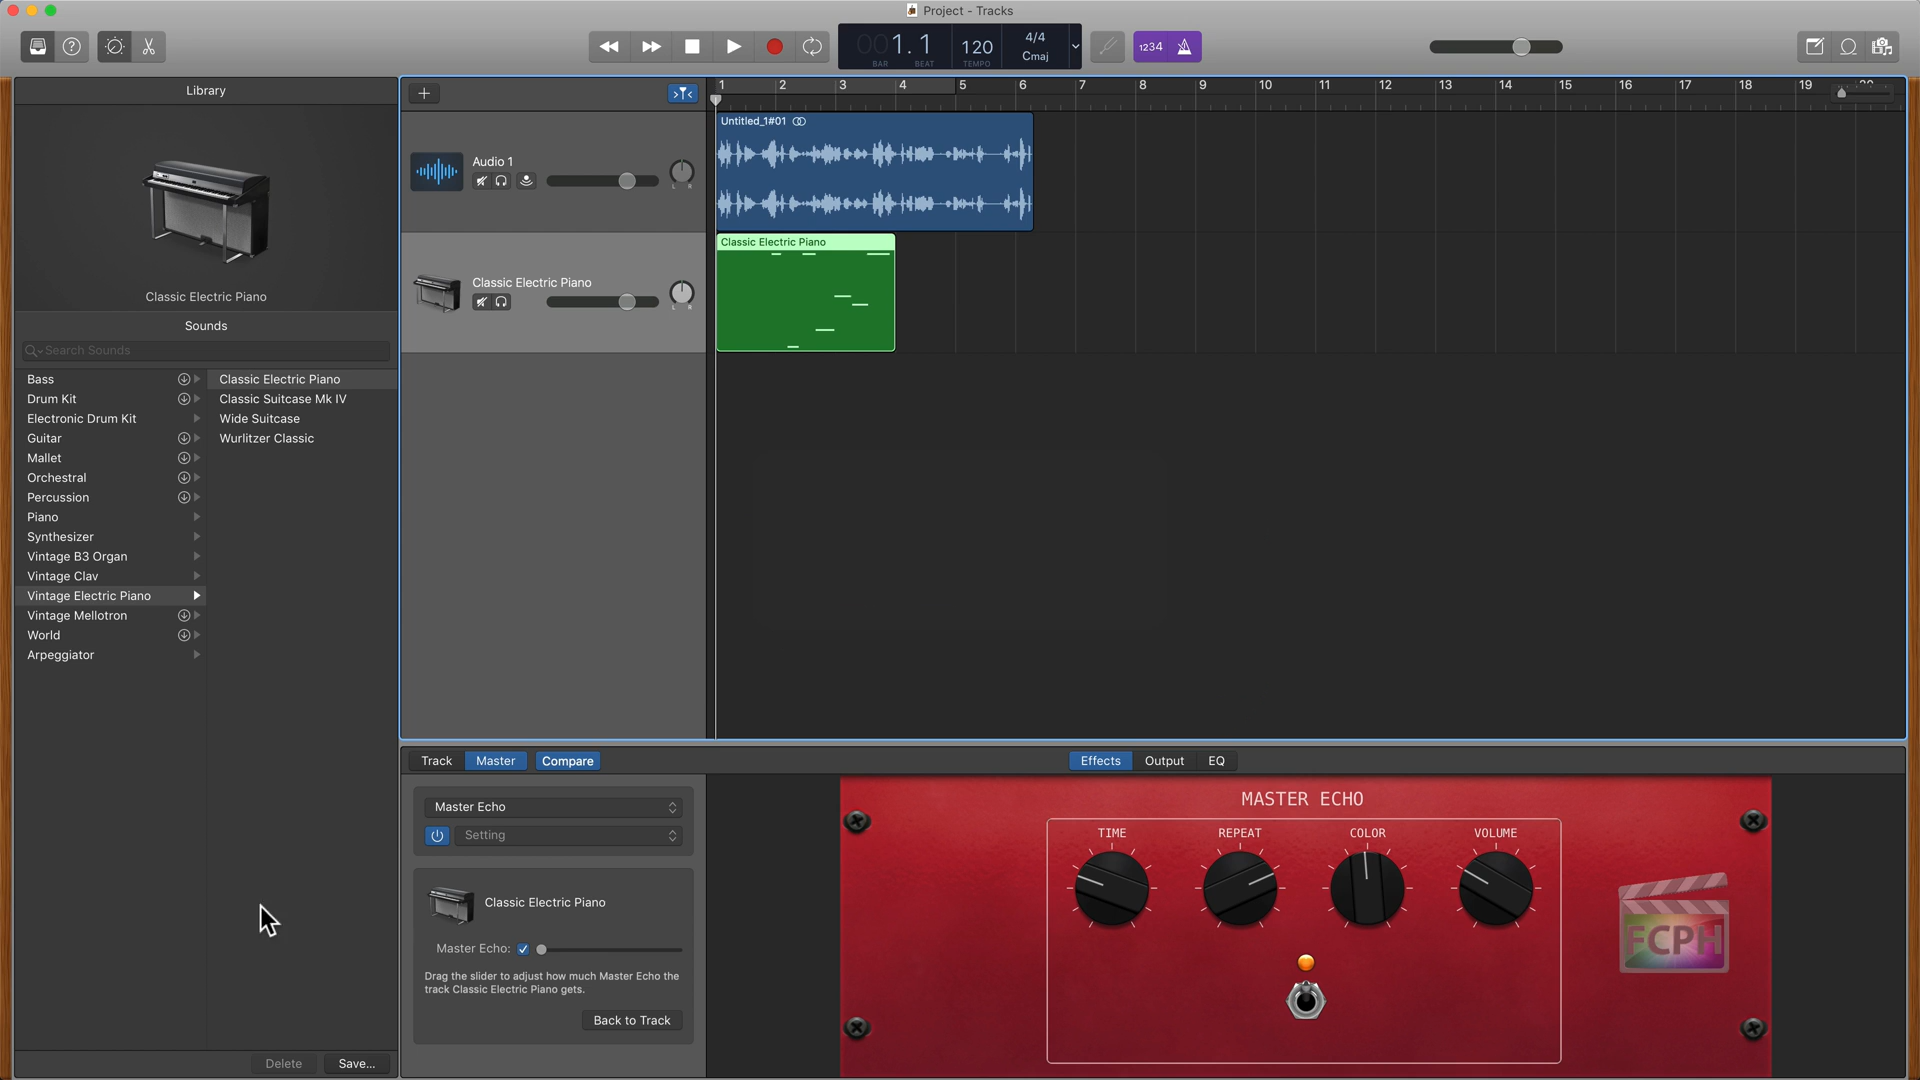 Project - Tracks
001.1
BAR BEAT
120
TEMPO
4/4
Cmaj
1234
Library
1 2 3 4 5 6 7 8 9 10 11 12 13 14 15 16 17 18 19
Untitled_1#01
Audio 1
L R
Classic Electric Piano
Classic Electric Piano
L R
Classic Electric Piano
Sounds
Search Sounds
Bass
Drum Kit
Electronic Drum Kit
Guitar
Mallet
Orchestral
Percussion
Piano
Synthesizer
Vintage B3 Organ
Vintage Clav
Vintage Electric Piano
Vintage Mellotron
World
Arpeggiator
Classic Electric Piano
Classic Suitcase Mk IV
Wide Suitcase
Wurlitzer Classic
Delete
Save...
Track Master Compare
Effects Output EQ
Master Echo
Setting
Classic Electric Piano
Master Echo:
Drag the slider to adjust how much Master Echo the
track Classic Electric Piano gets.
Back to Track
MASTER ECHO
TIME REPEAT COLOR VOLUME
FCPH